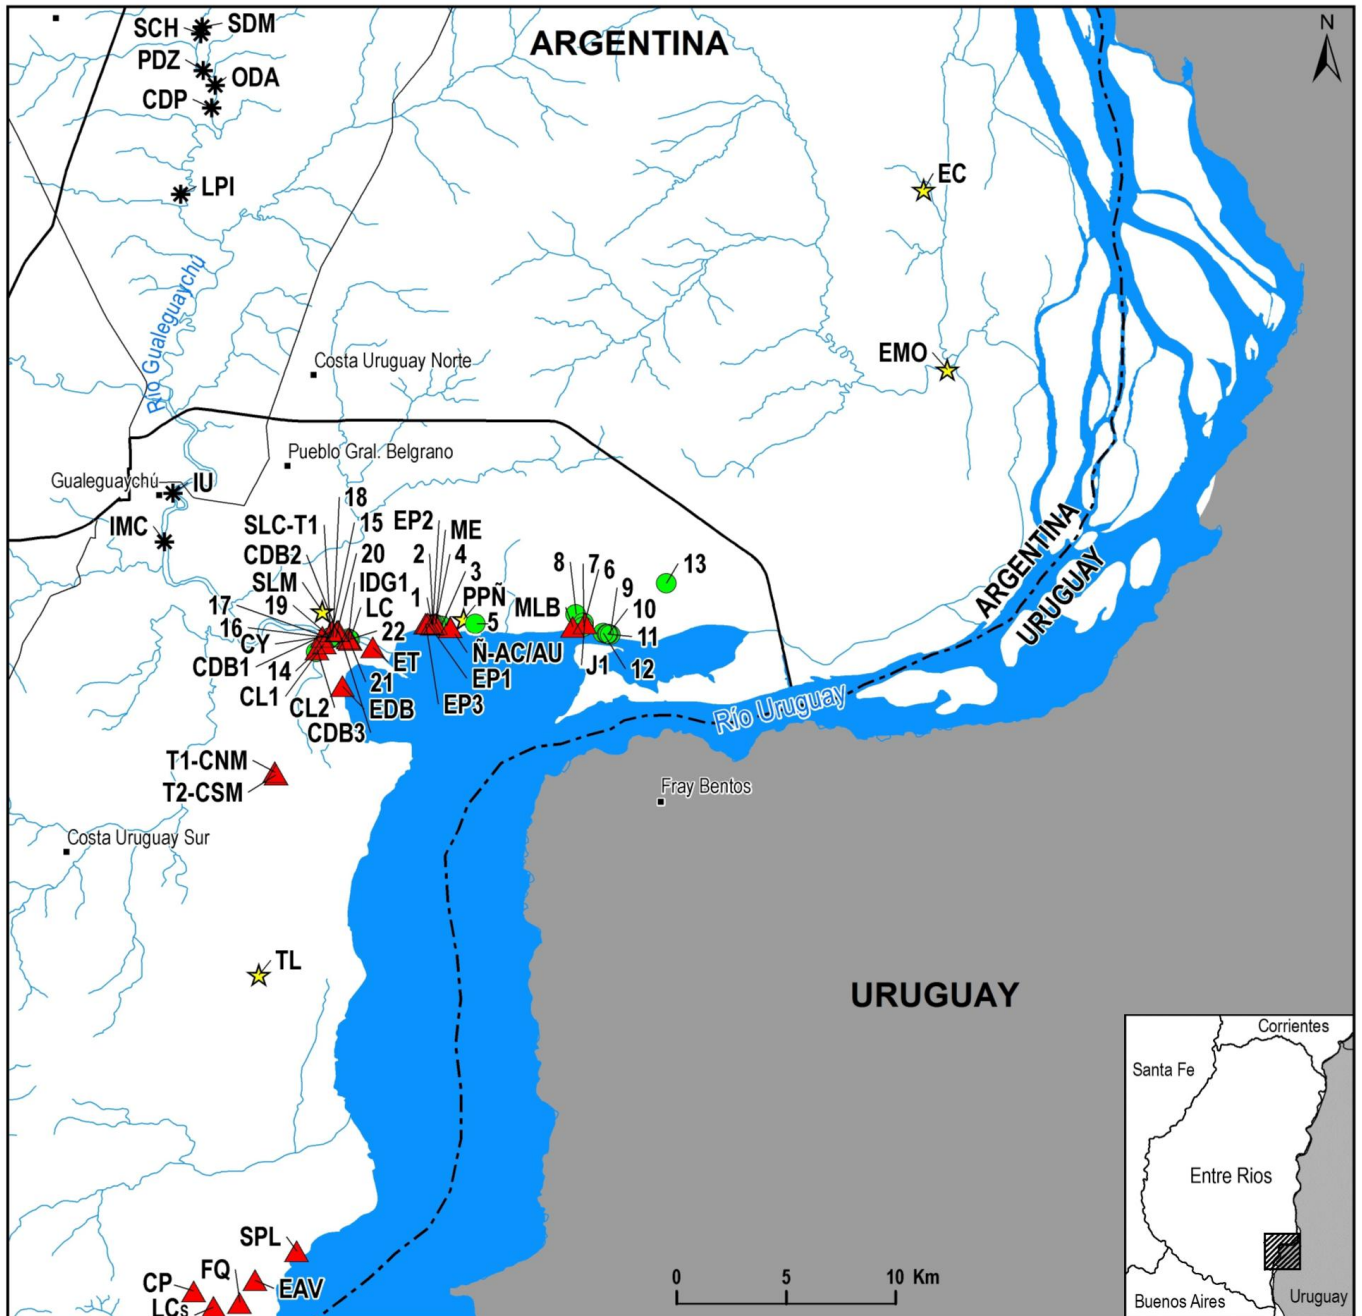 ARGENTINA
N
SCH
SDM
PDZ
ODA
CDP
LPI
EC
Río Gualeguaychú
EMO
Costa Uruguay Norte
Pueblo Gral. Belgrano
Gualeguaychú
IU
IMC
18
SLC-T1
15
EP2
ME
CDB2
20
2
4
8
7
6
13
SLM
IDG1
3
9
17
19
LC
1
PPÑ
MLB
10
16
22
5
11
CY
ET
Ñ-AC/AU
J1
12
CDB1
14
21
EP1
CL1
CL2
EDB
EP3
CDB3
ARGENTINA
URUGUAY
Río Uruguay
T1-CNM
T2-CSM
Fray Bentos
Costa Uruguay Sur
TL
URUGUAY
Corrientes
Santa Fe
Entre Rios
Buenos Aires
Uruguay
SPL
FQ
CP
EAV
LCs
0 5 10 Km